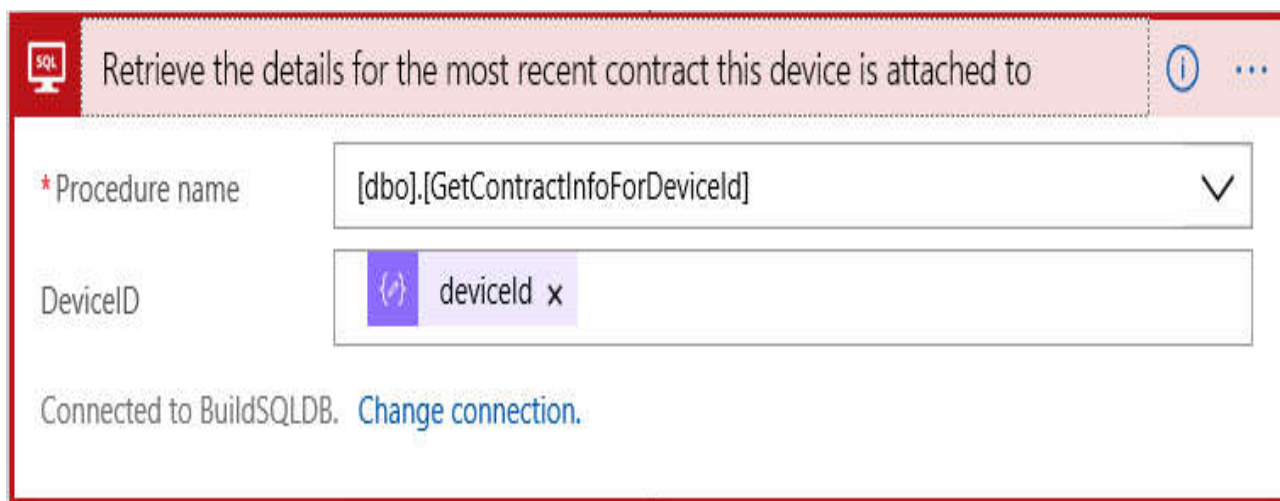 SQL Retrieve the details for the most recent contract this device is attached to
* Procedure name [dbo].[GetContractInfoForDeviceId]
DeviceID deviceId ×
Connected to BuildSQLDB. Change connection.